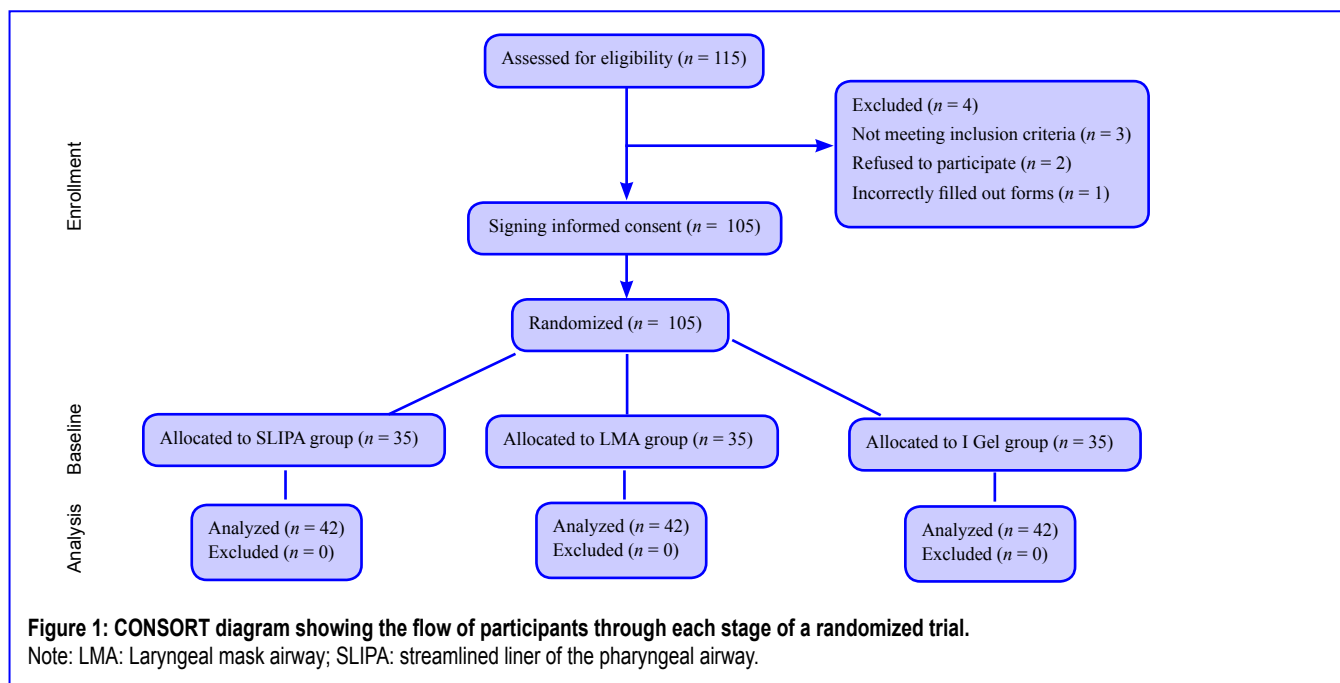 Assessed for eligibility (n = 115)
Excluded (n = 4)
Not meeting inclusion criteria (n = 3)
Refused to participate (n = 2)
Incorrectly filled out forms (n = 1)
Enrollment
Signing informed consent (n = 105)
Randomized (n = 105)
Baseline
Allocated to SLIPA group (n = 35)
Allocated to LMA group (n = 35)
Allocated to I Gel group (n = 35)
Analysis
Analyzed (n = 42)
Excluded (n = 0)
Analyzed (n = 42)
Excluded (n = 0)
Analyzed (n = 42)
Excluded (n = 0)
Figure 1: CONSORT diagram showing the flow of participants through each stage of a randomized trial.
Note: LMA: Laryngeal mask airway; SLIPA: streamlined liner of the pharyngeal airway.